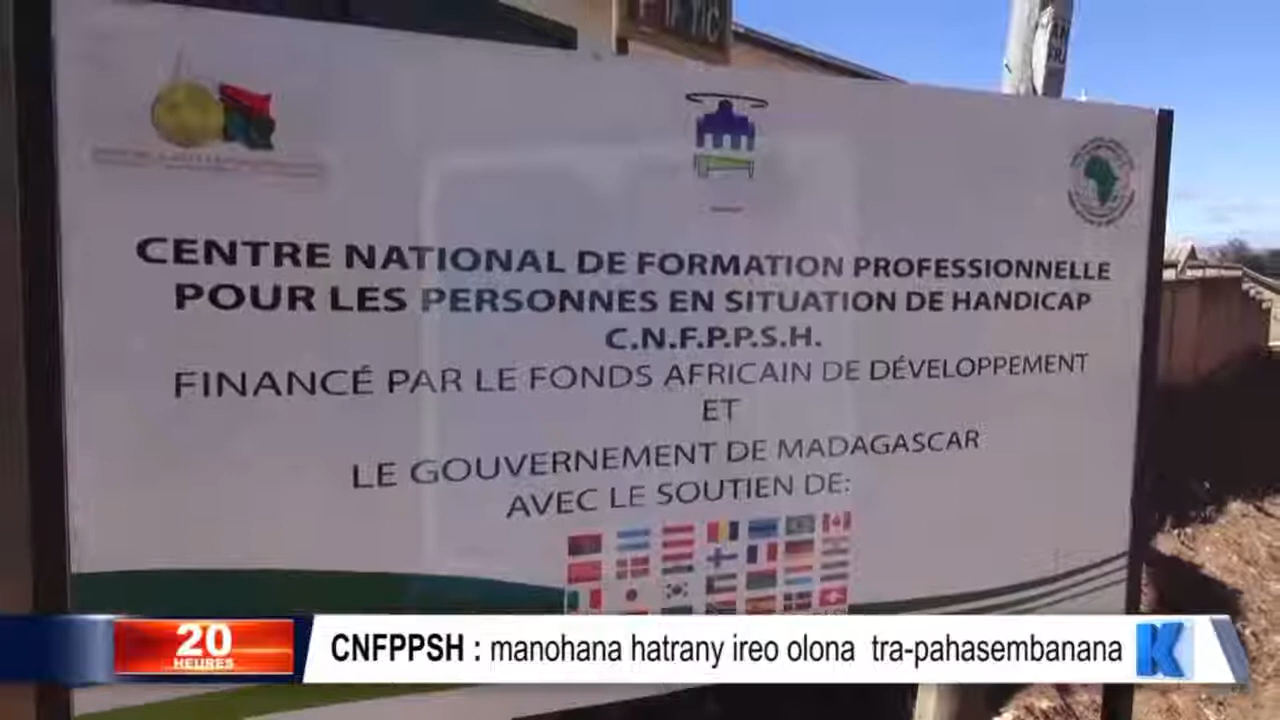 CENTRE NATIONAL DE FORMATION PROFESSIONNELLE
POUR LES PERSONNES EN SITUATION DE HANDICAP
C.N.F.P.P.S.H.
FINANCÉ PAR LE FONDS AFRICAIN DE DÉVELOPPEMENT
ET
LE GOUVERNEMENT DE MADAGASCAR
AVEC LE SOUTIEN DE:
20
HEURES
CNFPPSH : manohana hatrany ireo olona tra-pahasembanana
K